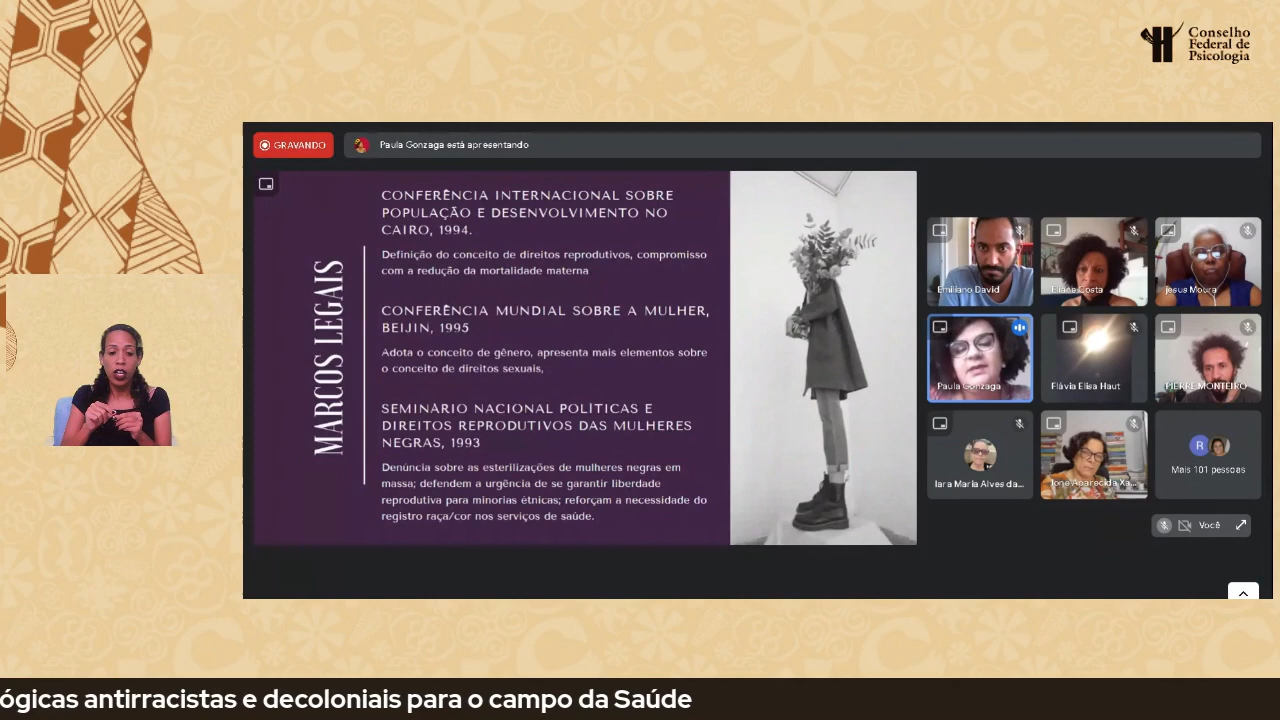 Conselho
Federal de
Psicologia
GRAVANDO
Paula Gonzaga está apresentando
MARCOS LEGAIS
CONFERÊNCIA INTERNACIONAL SOBRE
POPULAÇÃO E DESENVOLVIMENTO NO
CAIRO, 1994.
Definição do conceito de direitos reprodutivos, compromisso
com a redução da mortalidade materna
CONFERÊNCIA MUNDIAL SOBRE A MULHER,
BEIJIN, 1995
Adota o conceito de gênero, apresenta mais elementos sobre
o conceito de direitos sexuais,
SEMINÁRIO NACIONAL POLÍTICAS E
DIREITOS REPRODUTIVOS DAS MULHERES
NEGRAS, 1993
Denúncia sobre as esterilizações de mulheres negras em
massa; defendem a urgência de se garantir liberdade
reprodutiva para minorias étnicas; reforçam a necessidade do
registro raça/cor nos serviços de saúde.
Emiliano David
Eliane Costa
jesus Moura
Paula Gonzaga
Flávia Elisa Haut
PIERRE MONTEIRO
Iara Maria Alves da...
Ione Aparecida Xa...
R
Mais 101 pessoas
Você
ógicas antirracistas e decoloniais para o campo da Saúde